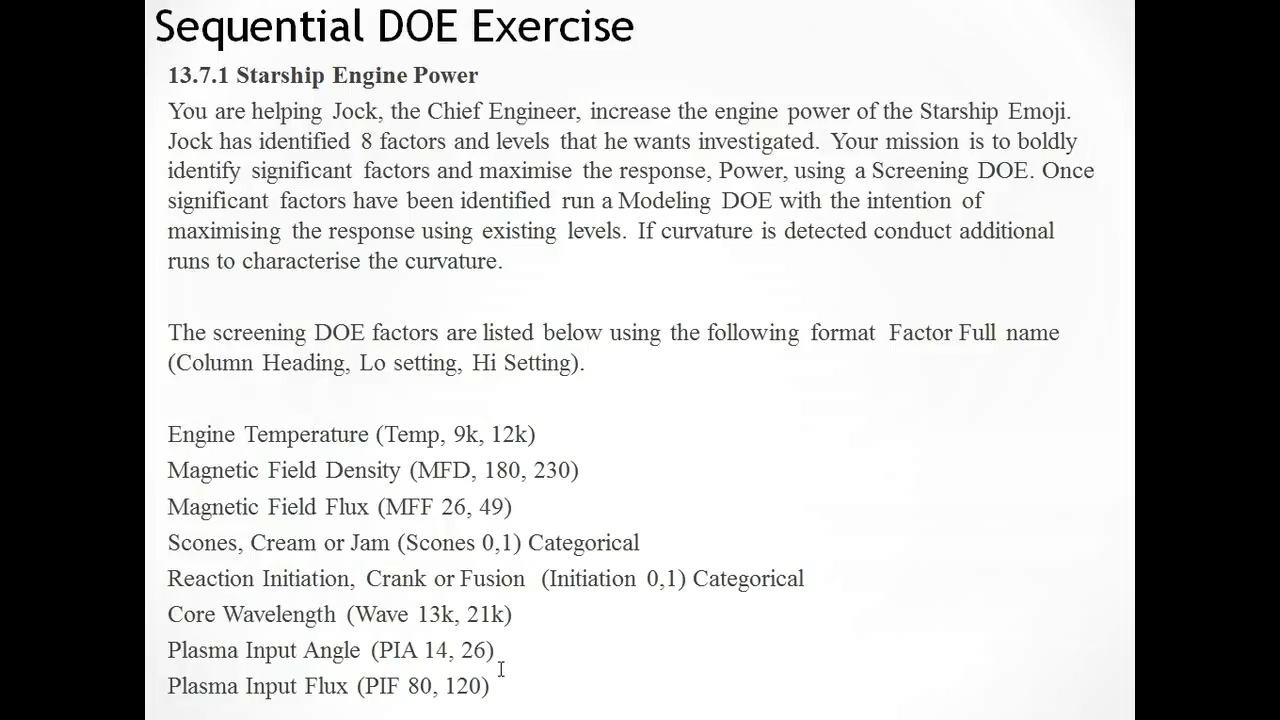 Sequential DOE Exercise
13.7.1 Starship Engine Power
You are helping Jock, the Chief Engineer, increase the engine power of the Starship Emoji.
Jock has identified 8 factors and levels that he wants investigated. Your mission is to boldly
identify significant factors and maximise the response, Power, using a Screening DOE. Once
significant factors have been identified run a Modeling DOE with the intention of
maximising the response using existing levels. If curvature is detected conduct additional
runs to characterise the curvature.
The screening DOE factors are listed below using the following format Factor Full name
(Column Heading, Lo setting, Hi Setting).
Engine Temperature (Temp, 9k, 12k)
Magnetic Field Density (MFD, 180, 230)
Magnetic Field Flux (MFF 26, 49)
Scones, Cream or Jam (Scones 0,1) Categorical
Reaction Initiation, Crank or Fusion (Initiation 0,1) Categorical
Core Wavelength (Wave 13k, 21k)
Plasma Input Angle (PIA 14, 26)
Plasma Input Flux (PIF 80, 120)